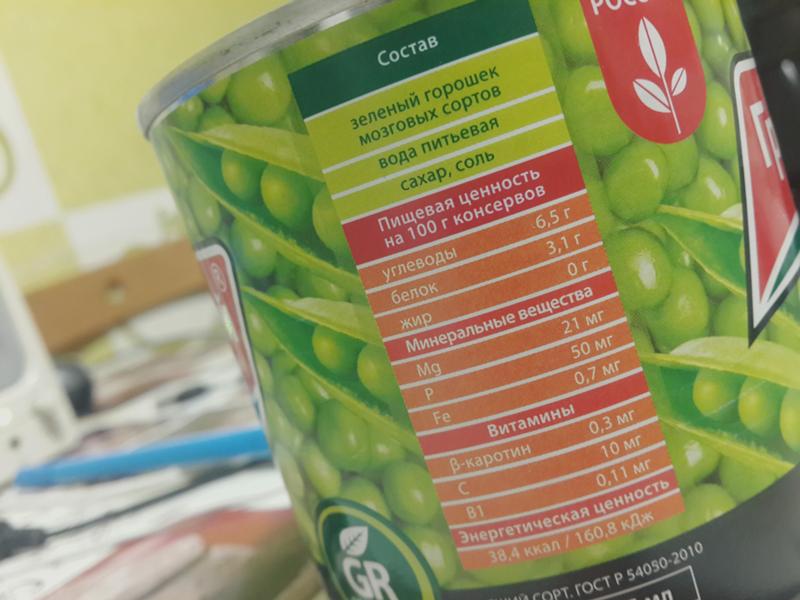 Состав
зеленый горошек
мозговых сортов
вода питьевая
сахар, соль
Пищевая ценность
на 100 г консервов
углеводы 6,5 г
белок 3,1 г
жир 0 г
Минеральные вещества
Mg 21 мг
P 50 мг
Fe 0,7 мг
Витамины
β-каротин 0,3 мг
C 10 мг
B1 0,11 мг
Энергетическая ценность
38,4 ккал / 160,8 кДж
GR
СОРТ. ГОСТ Р 54050-2010
мл